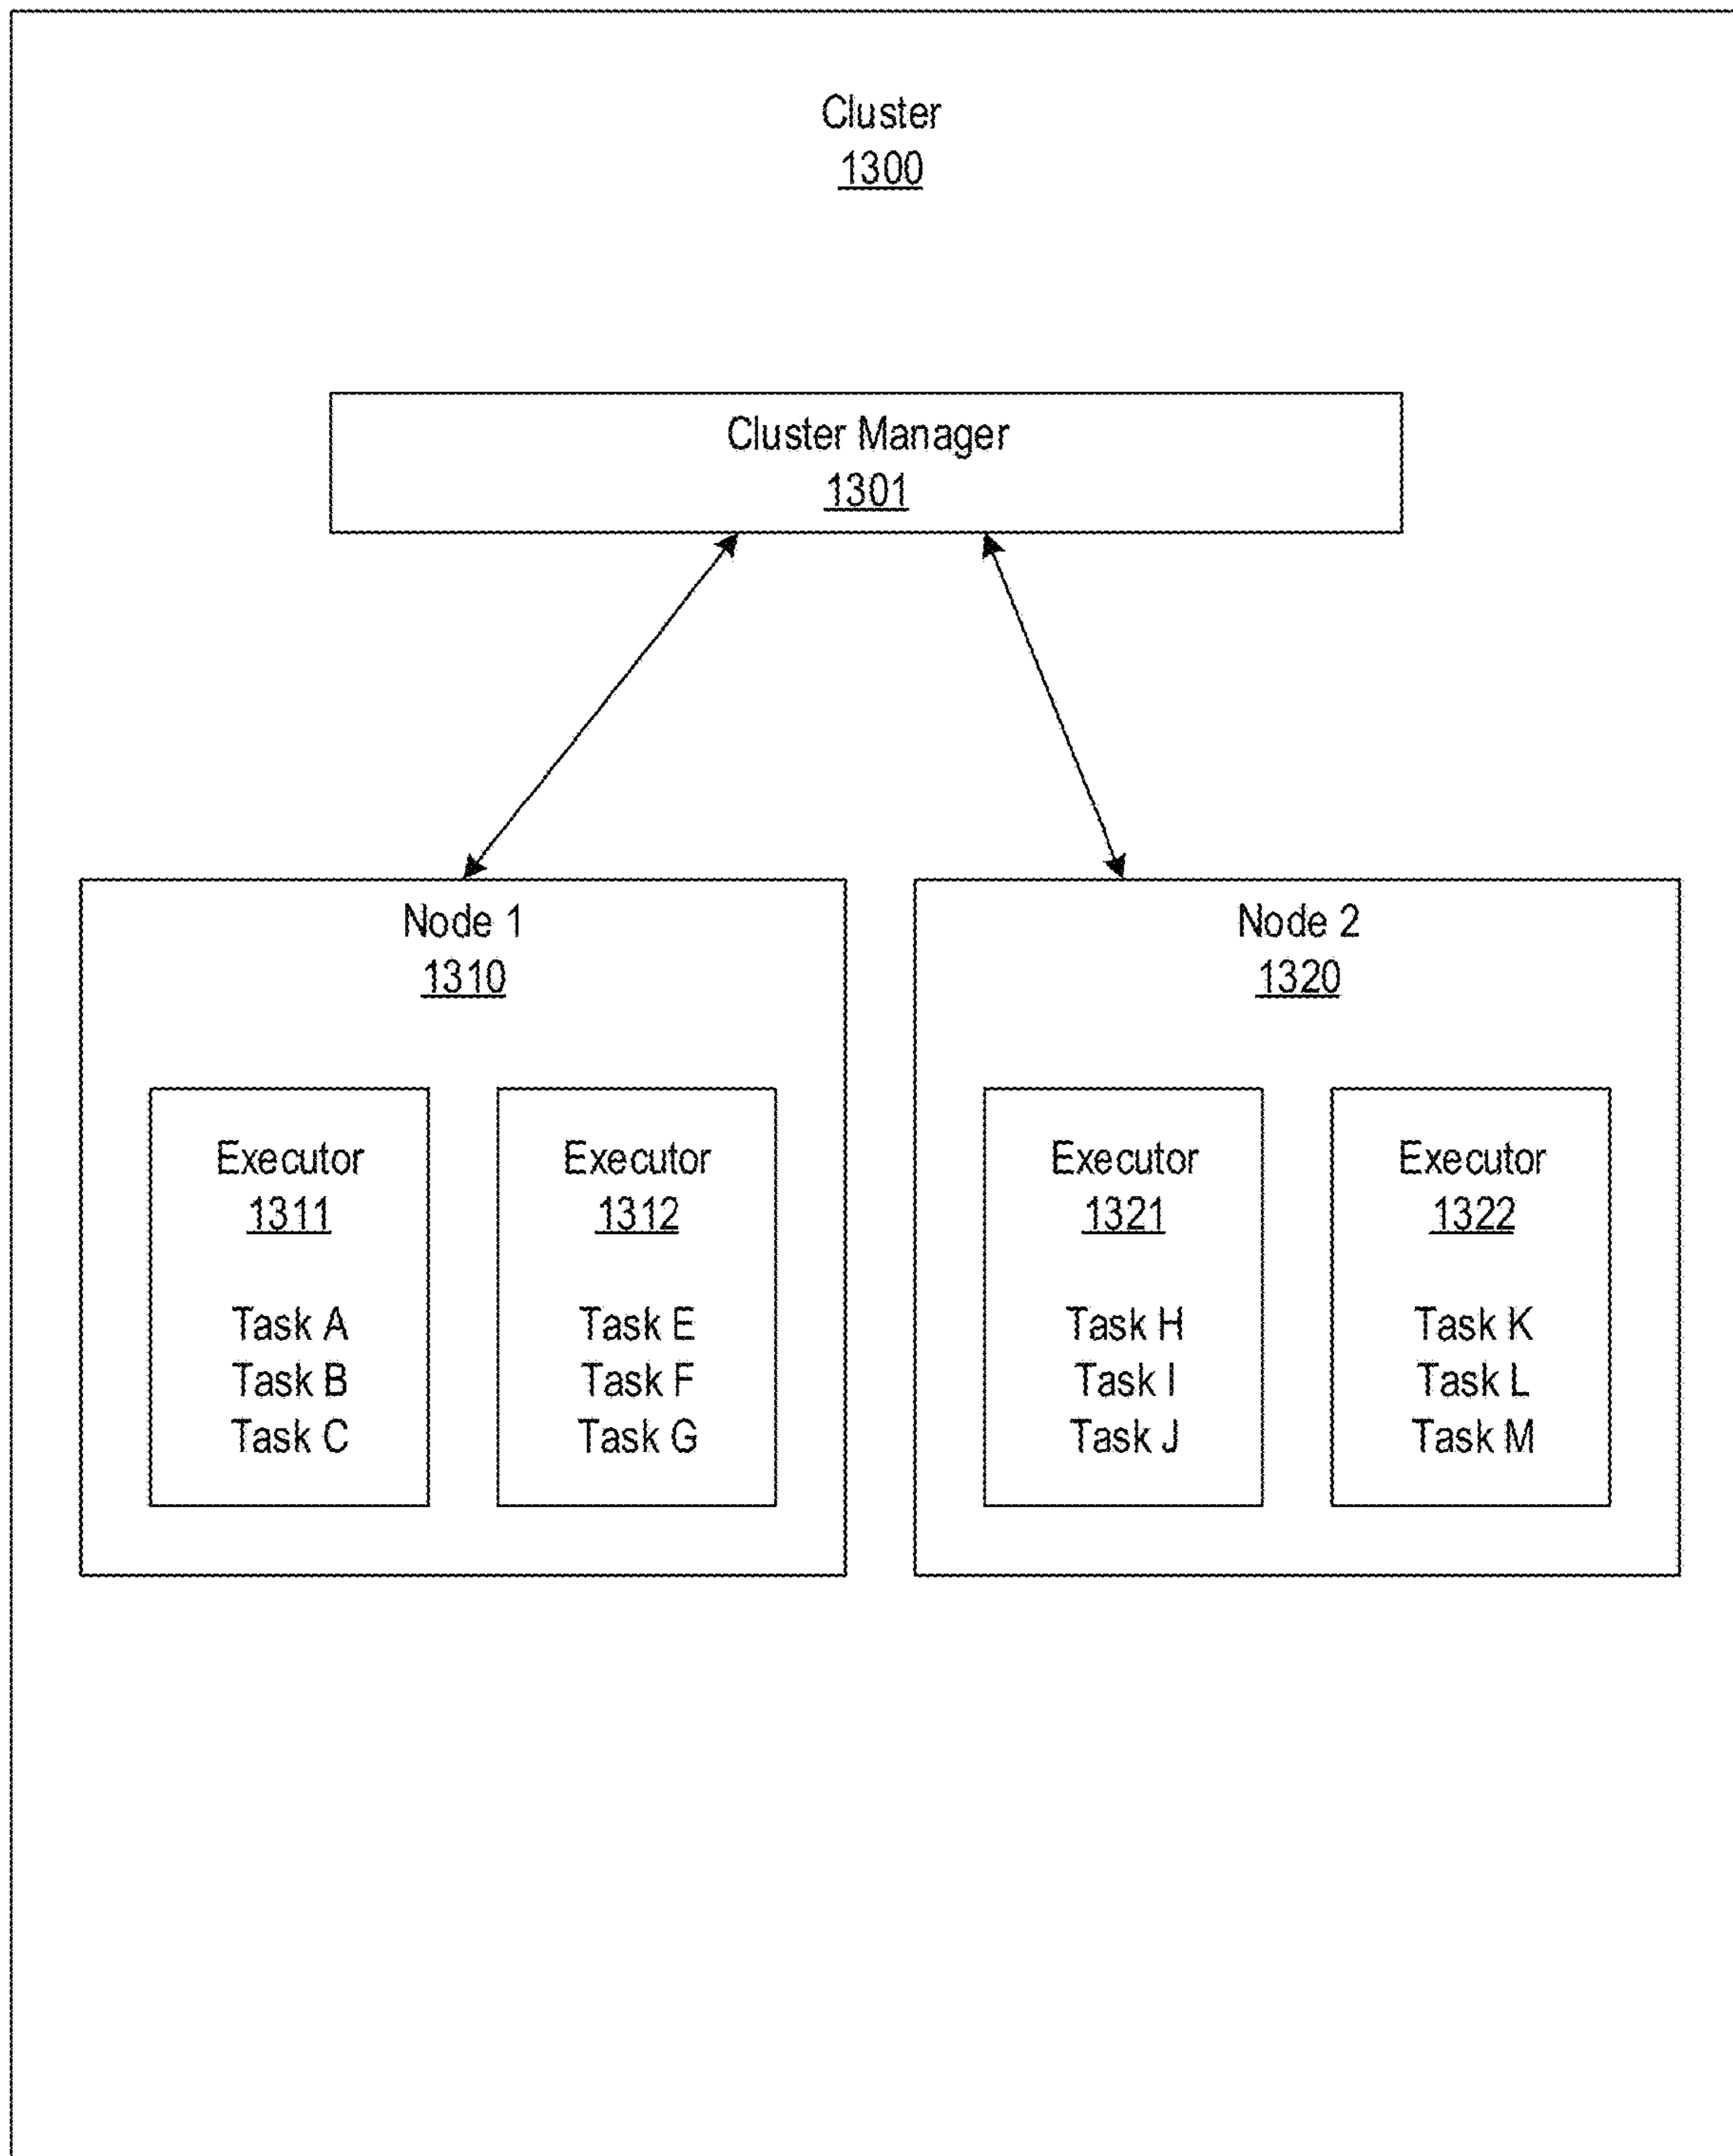 Cluster
1300
Cluster Manager
1301
Node 1
1310
Executor
1311
Task A
Task B
Task C
Executor
1312
Task E
Task F
Task G
Node 2
1320
Executor
1321
Task H
Task I
Task J
Executor
1322
Task K
Task L
Task M